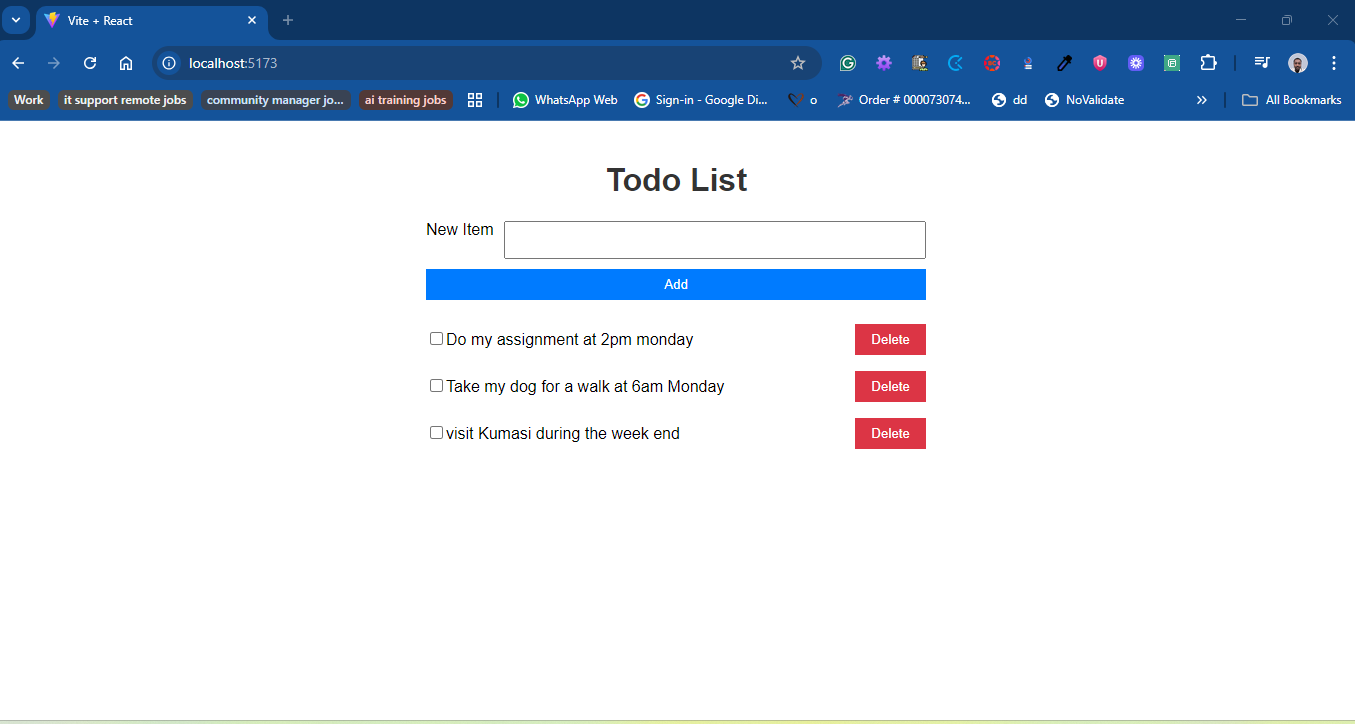 Vite + React
localhost:5173
Work it support remote jobs community manager jo... ai training jobs WhatsApp Web Sign-in - Google Di... o Order # 000073074... dd NoValidate All Bookmarks
Todo List
New Item
Add
Do my assignment at 2pm monday Delete
Take my dog for a walk at 6am Monday Delete
visit Kumasi during the week end Delete